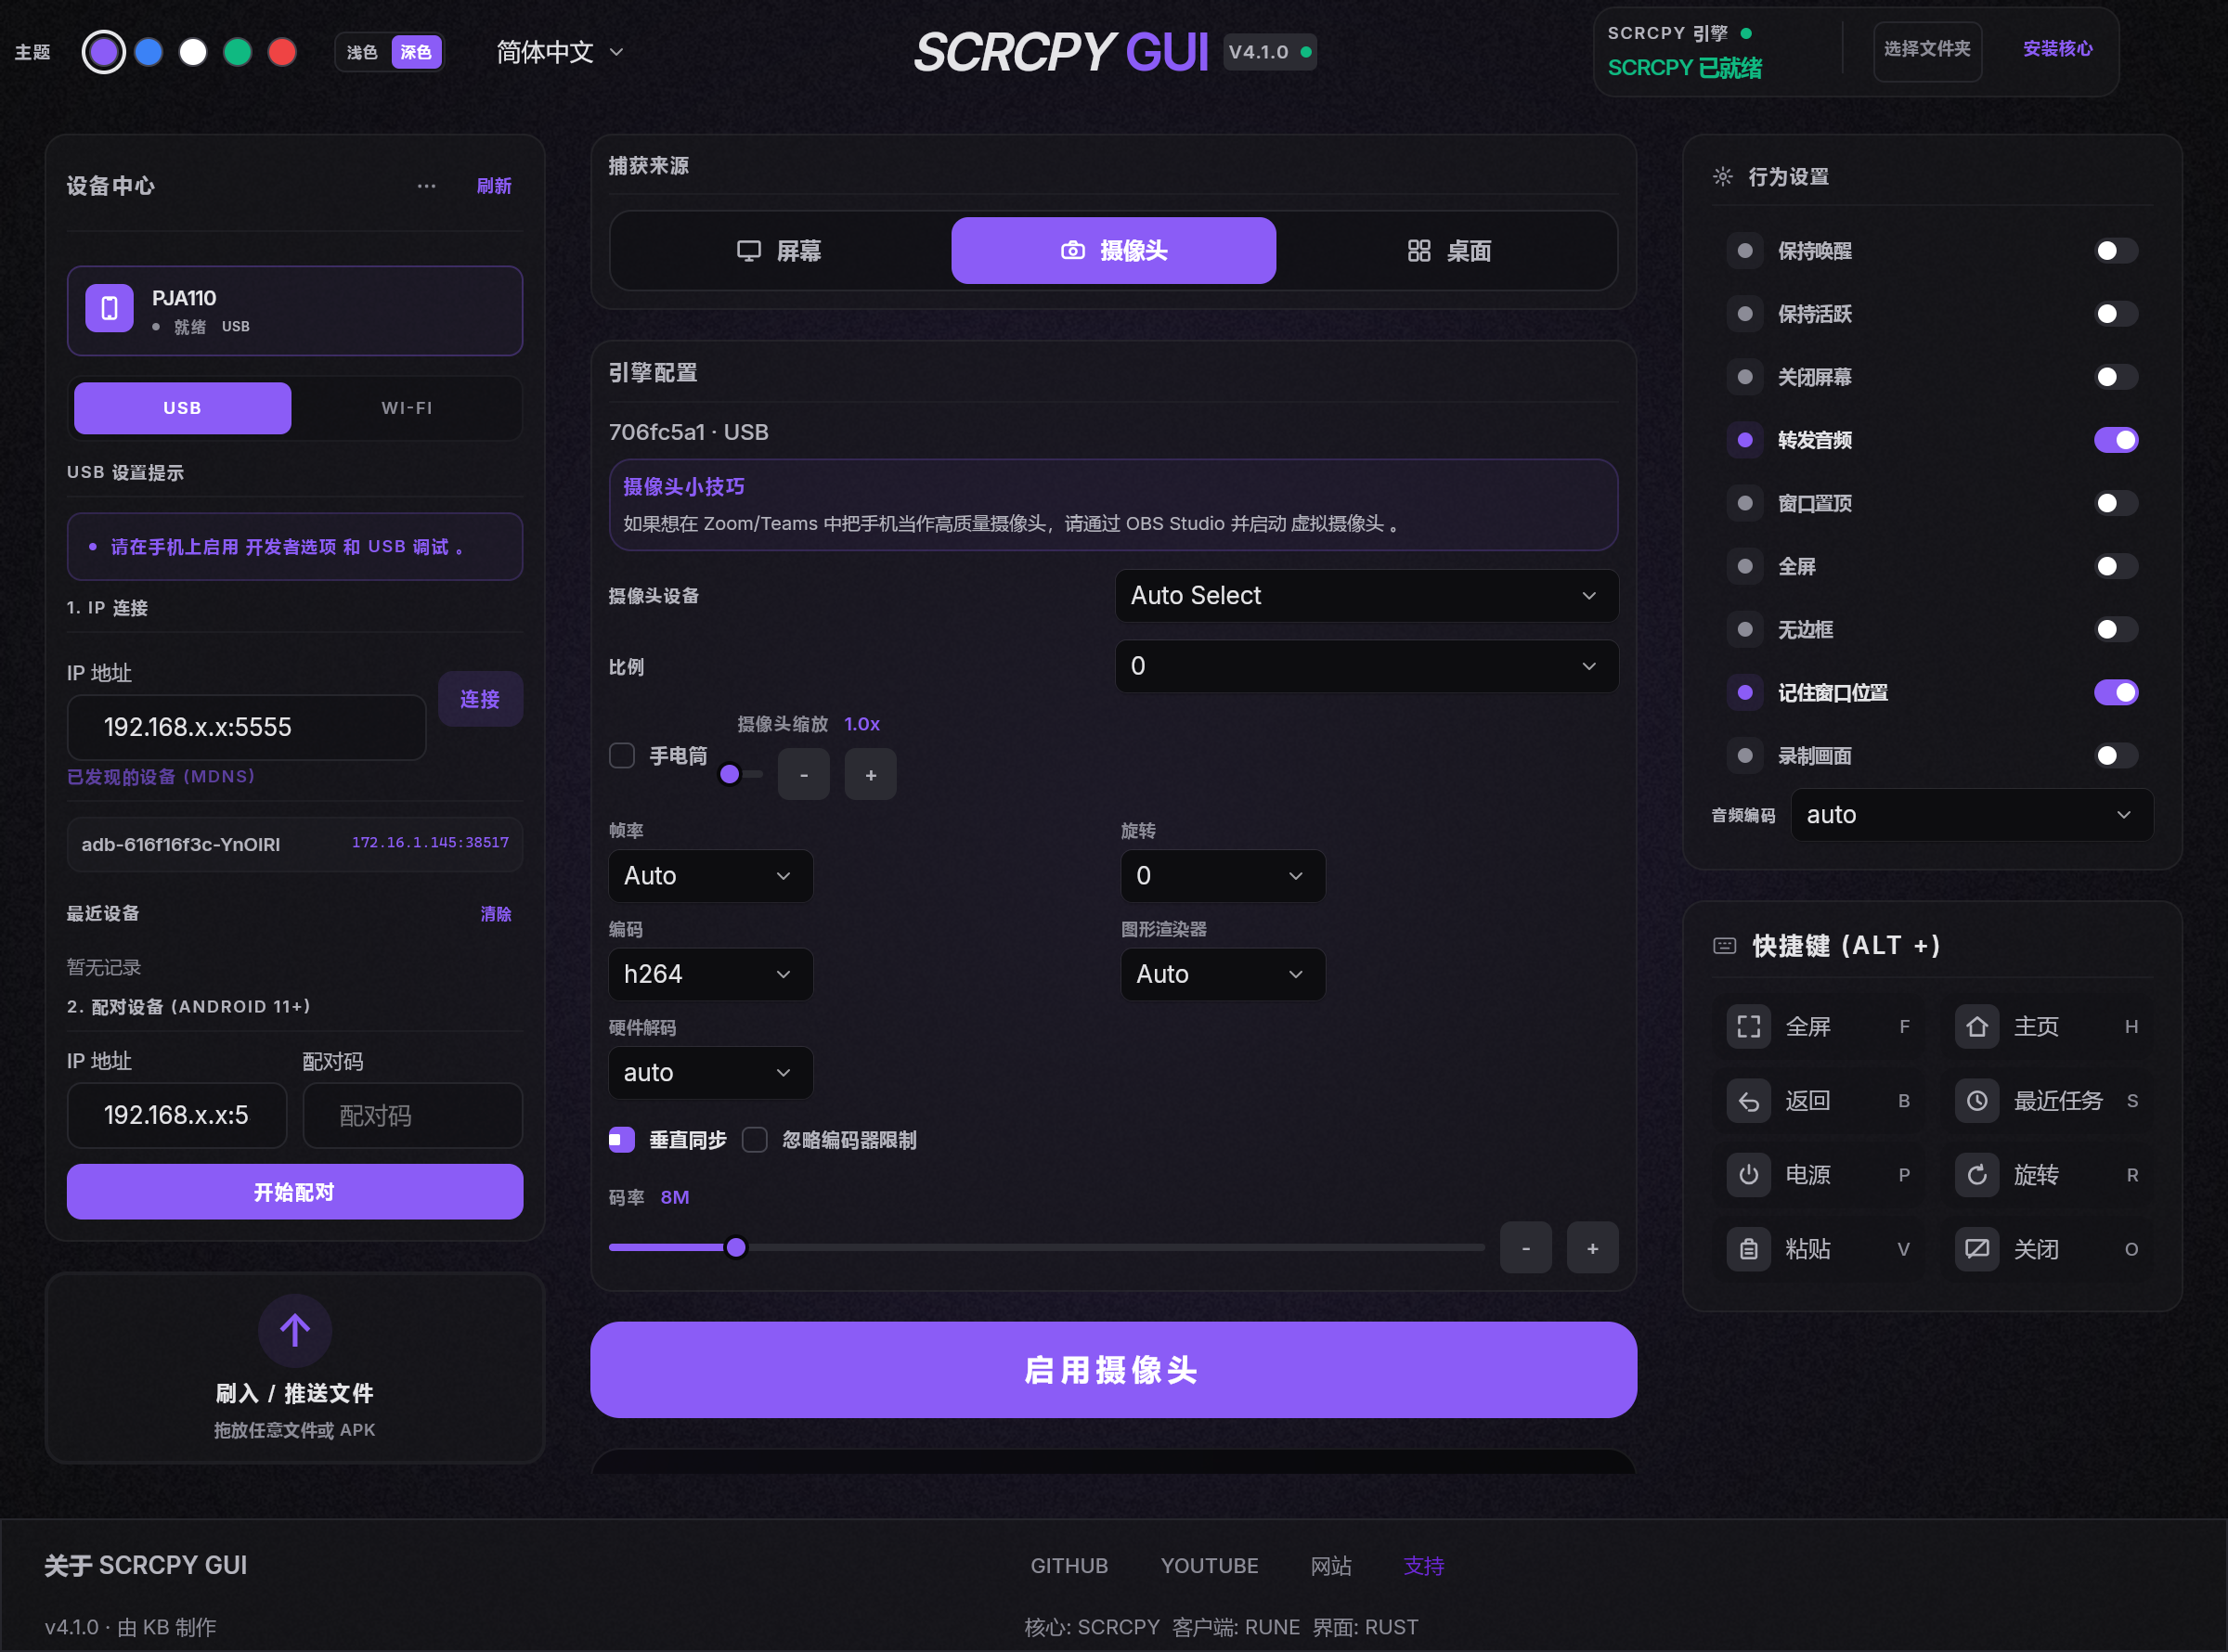 主题
浅色 深色
简体中文
SCRCPY GUI V4.1.0
SCRCPY 引擎
SCRCPY 已就绪
选择文件夹
安装核心
设备中心
刷新
PJA110
就绪 USB
USB WI-FI
USB 设置提示
请在手机上启用 开发者选项 和 USB 调试 。
1. IP 连接
IP 地址
192.168.x.x:5555
连接
已发现的设备 (MDNS)
adb-616f16f3c-YnOIRI 172.16.1.145:38517
最近设备 清除
暂无记录
2. 配对设备 (ANDROID 11+)
IP 地址 配对码
192.168.x.x:5 配对码
开始配对
刷入 / 推送文件
拖放任意文件或 APK
捕获来源
屏幕 摄像头 桌面
引擎配置
706fc5a1 · USB
摄像头小技巧
如果想在 Zoom/Teams 中把手机当作高质量摄像头，请通过 OBS Studio 并启动 虚拟摄像头 。
摄像头设备 Auto Select
比例 0
摄像头缩放 1.0x
手电筒 - +
帧率 旋转
Auto 0
编码 图形渲染器
h264 Auto
硬件解码
auto
垂直同步 忽略编码器限制
码率 8M
- +
启用摄像头
行为设置
保持唤醒
保持活跃
关闭屏幕
转发音频
窗口置顶
全屏
无边框
记住窗口位置
录制画面
音频编码 auto
快捷键 (ALT +)
全屏 F 主页 H
返回 B 最近任务 S
电源 P 旋转 R
粘贴 V 关闭 O
关于 SCRCPY GUI
GITHUB YOUTUBE 网站 支持
v4.1.0 · 由 KB 制作
核心: SCRCPY 客户端: RUNE 界面: RUST